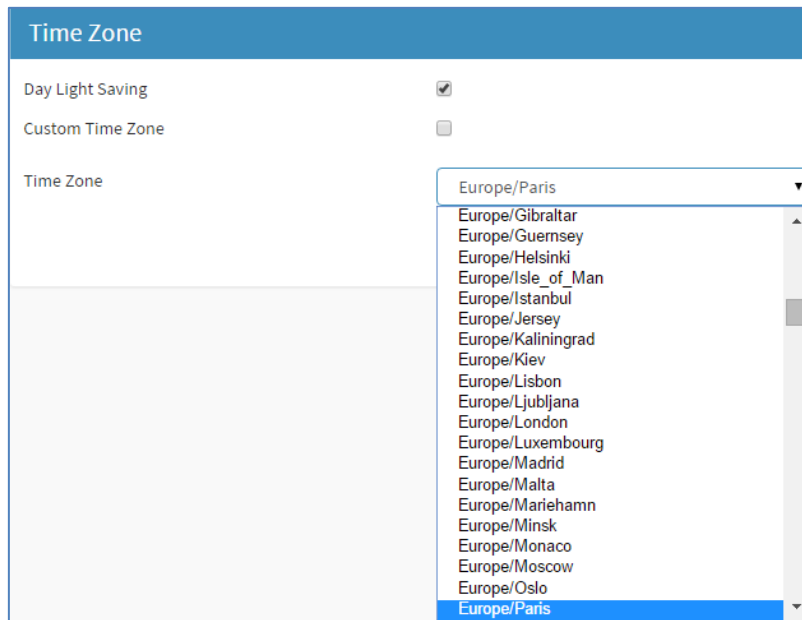 Time Zone
Day Light Saving
Custom Time Zone
Time Zone
Europe/Paris
Europe/Gibraltar
Europe/Guernsey
Europe/Helsinki
Europe/Isle_of_Man
Europe/Istanbul
Europe/Jersey
Europe/Kaliningrad
Europe/Kiev
Europe/Lisbon
Europe/Ljubljana
Europe/London
Europe/Luxembourg
Europe/Madrid
Europe/Malta
Europe/Mariehamn
Europe/Minsk
Europe/Monaco
Europe/Moscow
Europe/Oslo
Europe/Paris